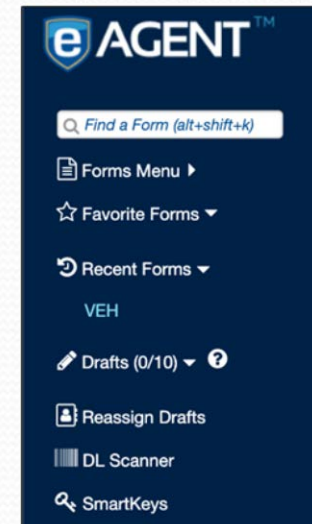 e AGENT™
Find a Form (alt+shift+k)
Forms Menu
Favorite Forms
Recent Forms
VEH
Drafts (0/10) ?
Reassign Drafts
DL Scanner
SmartKeys